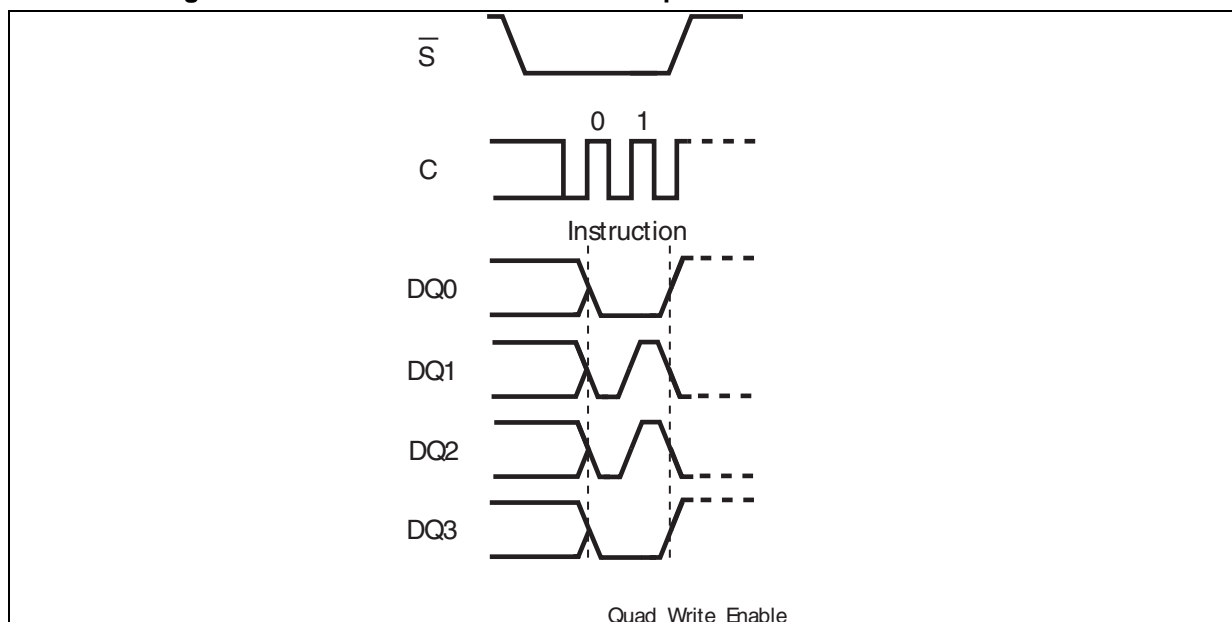 S
0 1
C
Instruction
DQ0
DQ1
DQ2
DQ3
Quad Write Enable